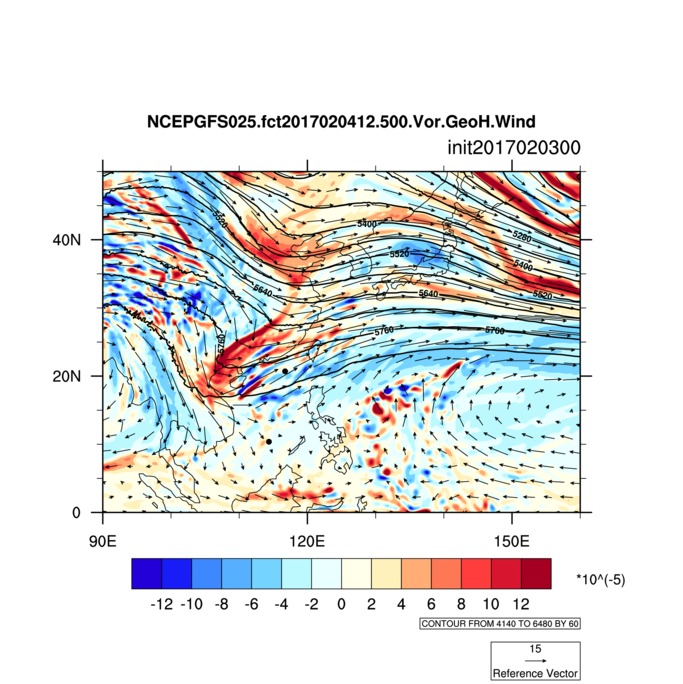 NCEPGFS025.fct2017020412.500.Vor.GeoH.Wind
init2017020300
5280
5400
5400
5520
5520
5640
5640
5760
5760
5760
40N
20N
0
90E 120E 150E
-12 -10 -8 -6 -4 -2 0 2 4 6 8 10 12
*10^(-5)
CONTOUR FROM 4140 TO 6480 BY 60
15
Reference Vector